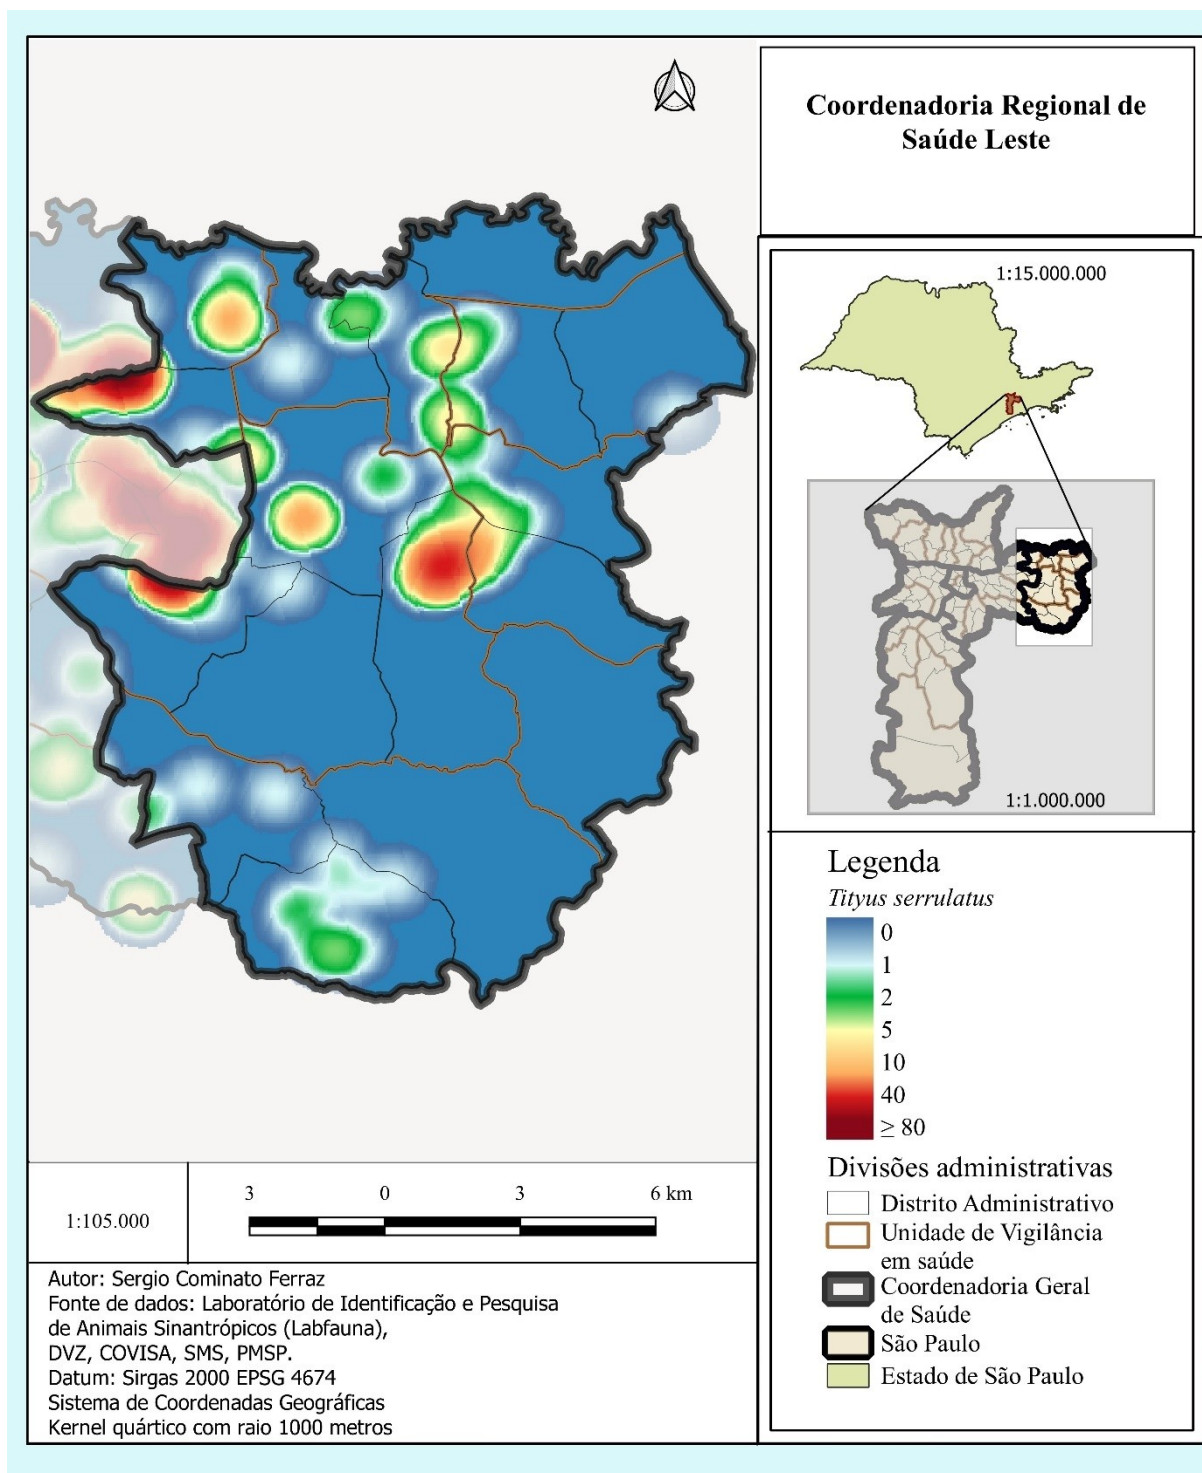 Coordenadoria Regional de
Saúde Leste
1:15.000.000
1:1.000.000
Legenda
Tityus serrulatus
0
1
2
5
10
40
≥ 80
Divisões administrativas
Distrito Administrativo
Unidade de Vigilância
em saúde
Coordenadoria Geral
de Saúde
São Paulo
Estado de São Paulo
3 0 3 6 km
1:105.000
Autor: Sergio Cominato Ferraz
Fonte de dados: Laboratório de Identificação e Pesquisa
de Animais Sinantrópicos (Labfauna),
DVZ, COVISA, SMS, PMSP.
Datum: Sirgas 2000 EPSG 4674
Sistema de Coordenadas Geográficas
Kernel quártico com raio 1000 metros